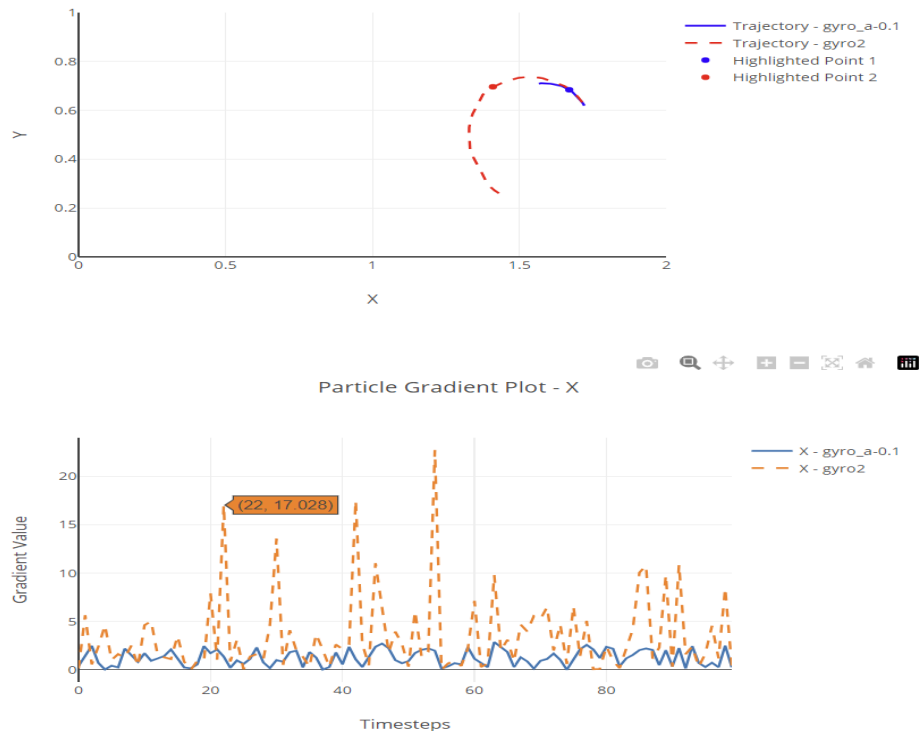 1
0.8
0.6
0.4
0.2
0
Y
0
0.5
1
1.5
2
X
Trajectory - gyro_a-0.1
Trajectory - gyro2
Highlighted Point 1
Highlighted Point 2
Particle Gradient Plot - X
20
15
10
5
0
Gradient Value
(22, 17.028)
0
20
40
60
80
Timesteps
X - gyro_a-0.1
X - gyro2